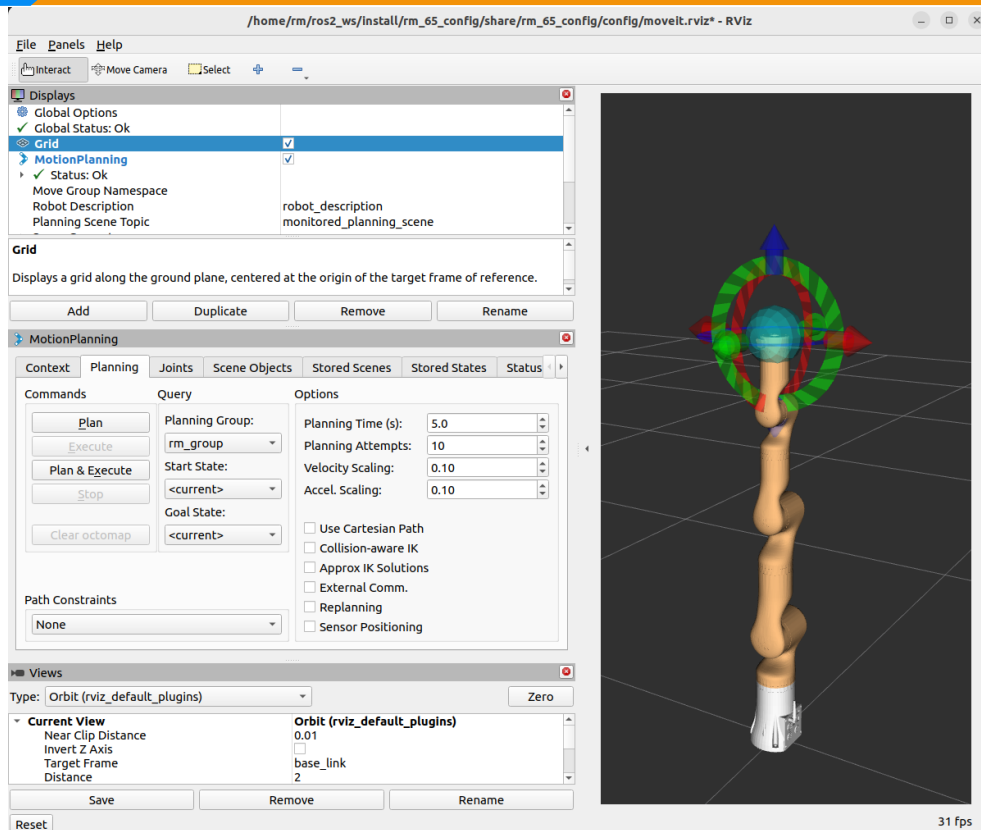 /home/rm/ros2_ws/install/rm_65_config/share/rm_65_config/config/moveit.rviz* - RViz
File Panels Help
Interact Move Camera Select
Displays
Global Options
Global Status: Ok
Grid
MotionPlanning
Status: Ok
Move Group Namespace
Robot Description robot_description
Planning Scene Topic monitored_planning_scene
Grid
Displays a grid along the ground plane, centered at the origin of the target frame of reference.
Add Duplicate Remove Rename
MotionPlanning
Context Planning Joints Scene Objects Stored Scenes Stored States Status
Commands Query Options
Plan Planning Group: Planning Time (s): 5.0
Execute rm_group Planning Attempts: 10
Plan & Execute Start State: Velocity Scaling: 0.10
Stop <current> Accel. Scaling: 0.10
Goal State:
Clear octomap <current> Use Cartesian Path
Collision-aware IK
Approx IK Solutions
External Comm.
Path Constraints Replanning
None Sensor Positioning
Views
Type: Orbit (rviz_default_plugins) Zero
Current View Orbit (rviz_default_plugins)
Near Clip Distance 0.01
Invert Z Axis
Target Frame base_link
Distance 2
Save Remove Rename
Reset 31 fps